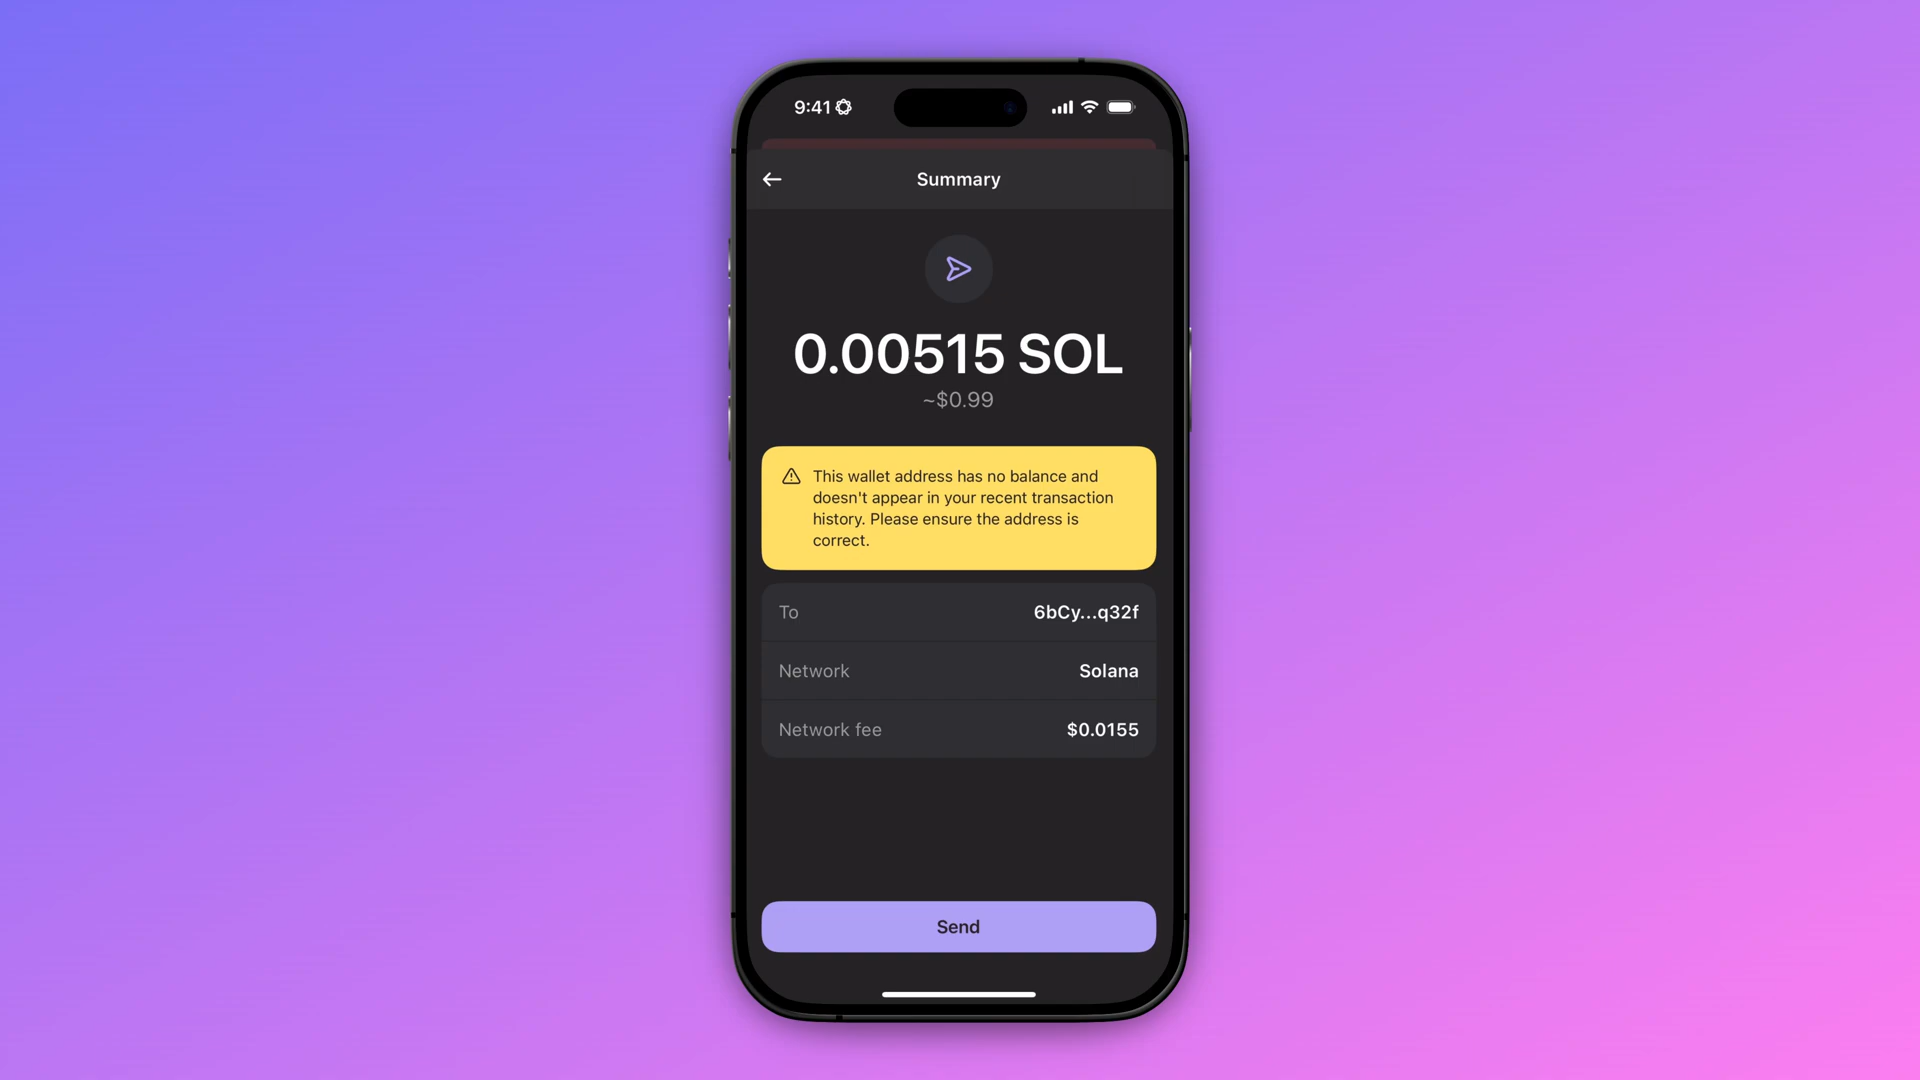 9:41
Summary
0.00515 SOL
~$0.99
This wallet address has no balance and
doesn't appear in your recent transaction
history. Please ensure the address is
correct.
To 6bCy...q32f
Network Solana
Network fee $0.0155
Send